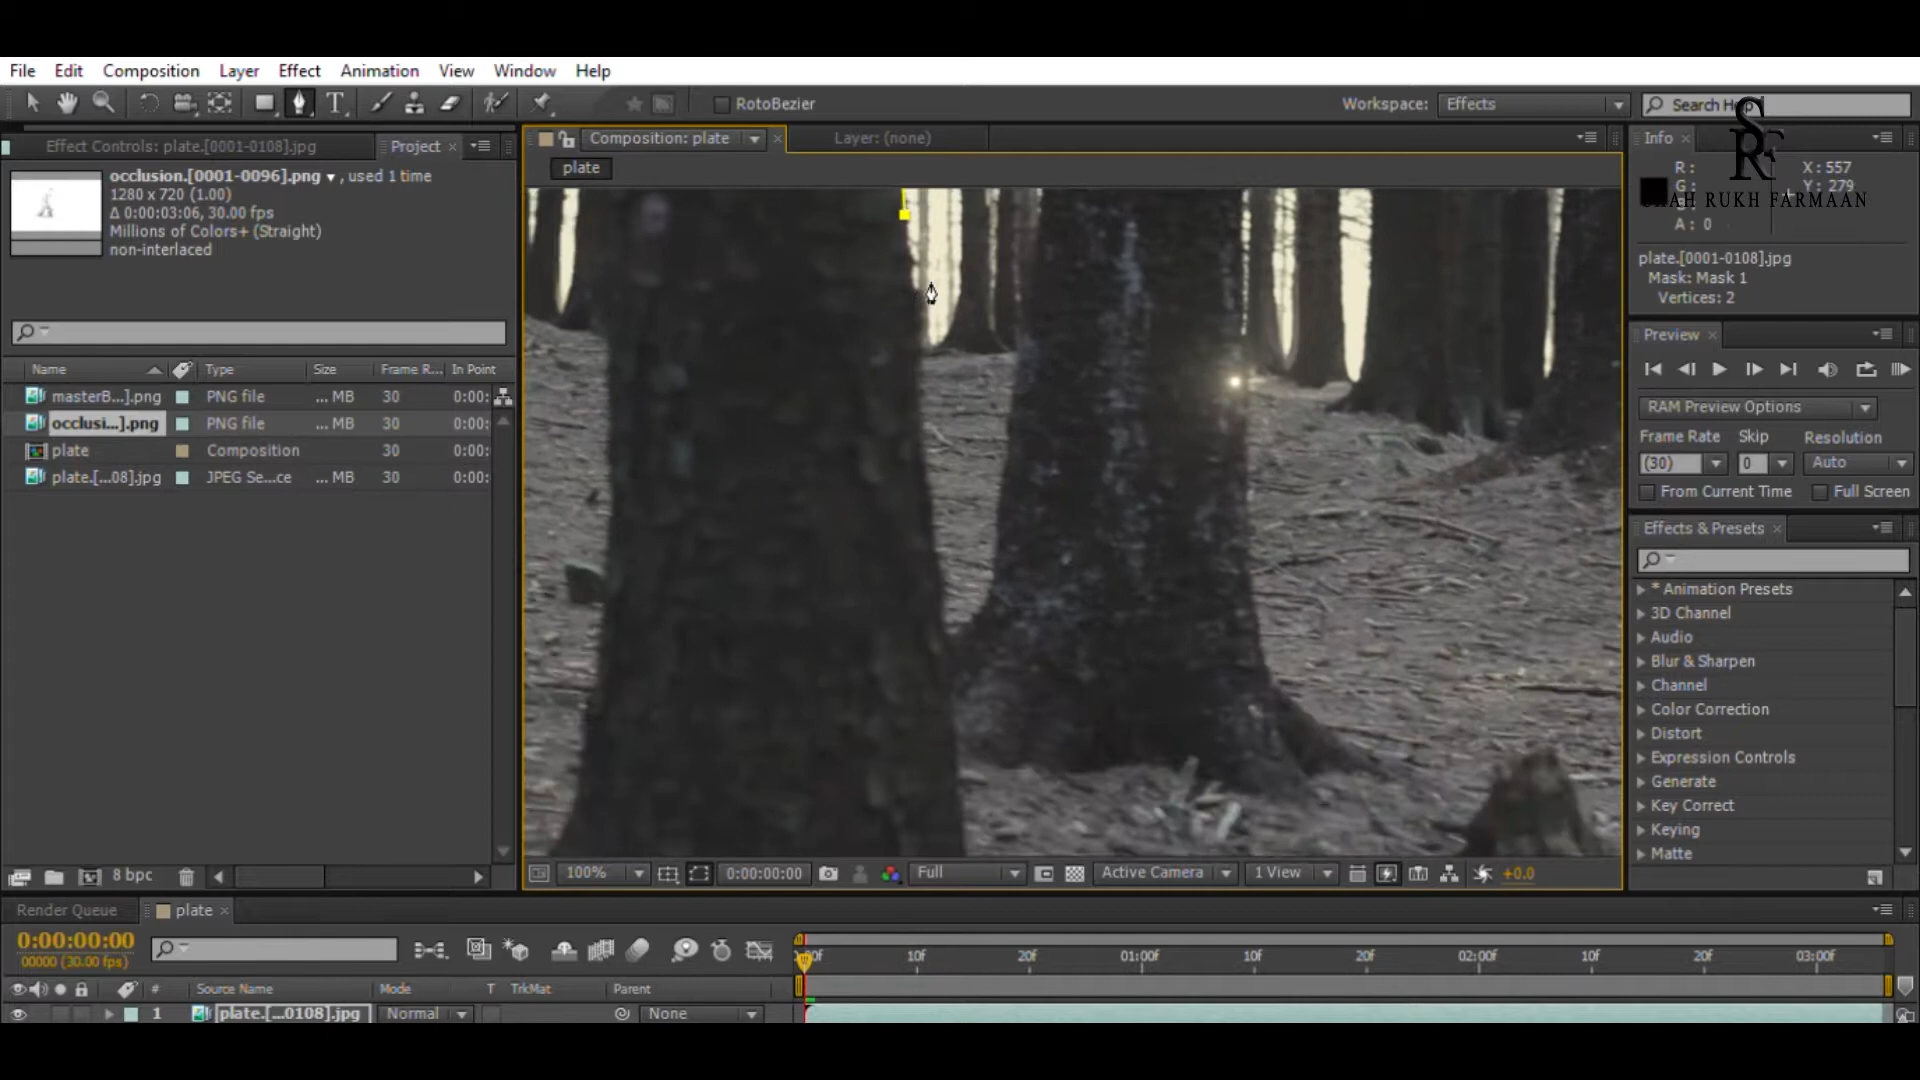 File Edit Composition Layer Effect Animation View Window Help
T RotoBezier Workspace: Effects Search Help
Effect Controls: plate.[0001-0108].jpg Project Composition: plate Layer: (none) Info
plate
occlusion.[0001-0096].png , used 1 time
1280 x 720 (1.00)
Δ 0:00:03:06, 30.00 fps
Millions of Colors+ (Straight)
non-interlaced
R: X: 557
G: Y: 279
SRF
SHAH RUKH FARMAAN
A: 0
plate.[0001-0108].jpg
Mask: Mask 1
Vertices: 2
Preview
Name Type Size Frame R... In Point
masterB...].png PNG file ... MB 30 0:00:
occlusi...].png PNG file ... MB 30 0:00:
plate Composition 30 0:00:
plate.[...08].jpg JPEG Se...ce ... MB 30 0:00:
RAM Preview Options
Frame Rate Skip Resolution
(30) 0 Auto
From Current Time Full Screen
Effects & Presets
* Animation Presets
3D Channel
Audio
Blur & Sharpen
Channel
Color Correction
Distort
Expression Controls
Generate
Key Correct
Keying
Matte
8 bpc 100% 0:00:00:00 Full Active Camera 1 View +0.0
Render Queue plate
0:00:00:00
00000 (30.00 fps)
00f 10f 20f 01:00f 10f 20f 02:00f 10f 20f 03:00f
# Source Name Mode T TrkMat Parent
1 plate.[...0108].jpg Normal None